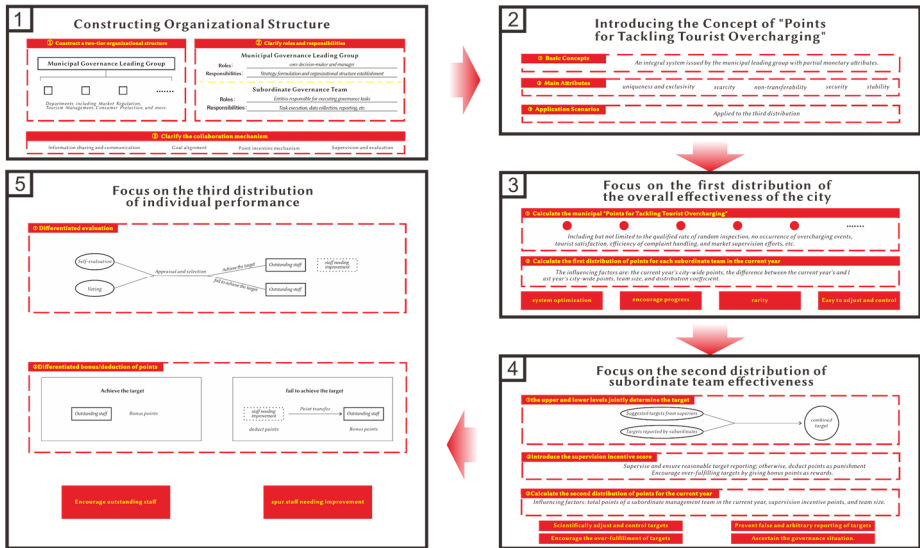 1
Constructing Organizational Structure
① Construct a two-tier organizational structure
Municipal Governance Leading Group
........
Departments including Market Regulation,
Tourism Management Consumer Protection, and more.
② Clarify roles and responsibilities
Municipal Governance Leading Group
Roles: core decision-maker and manager
Responsibilities: Strategy formulation and organizational structure establishment
Subordinate Governance Team
Roles: Entities responsible for executing governance tasks
Responsibilities: Task execution, data collection, reporting, etc.
③ Clarify the collaboration mechanism
Information sharing and communication Goal alignment Point incentive mechanism Supervision and evaluation
2
Introducing the Concept of "Points
for Tackling Tourist Overcharging"
① Basic Concepts
An integral system issued by the municipal leading group with partial monetary attributes.
② Main Attributes
uniqueness and exclusivity scarcity non-transferability security stability
③ Application Scenarios
Applied to the third distribution
3
Focus on the first distribution of
the overall effectiveness of the city
① Calculate the municipal "Points for Tackling Tourist Overcharging"
.......
Including but not limited to the qualified rate of random inspection, no occurrence of overcharging events,
tourist satisfaction, efficiency of complaint handling, and market supervision efforts, etc.
② Calculate the first distribution of points for each subordinate team in the current year
The influencing factors are: the current year's city-wide points, the difference between the current year's and l
ast year's city-wide points, team size, and distribution coefficient.
system optimization encourage progress rarity Easy to adjust and control
4
Focus on the second distribution of
subordinate team effectiveness
①the upper and lower levels jointly determine the target
Suggested targets from superiors
Targets reported by subordinates
combined
target
②Introduce the supervision incentive score
Supervise and ensure reasonable target reporting; otherwise, deduct points as punishment
Encourage over-fulfilling targets by giving bonus points as rewards.
③Calculate the second distribution of points for the current year
Influencing factors: total points of a subordinate management team in the current year, supervision incentive points, and team size.
Scientifically adjust and control targets Prevent false and arbitrary reporting of targets
Encourage the over-fulfillment of targets Ascertain the governance situation.
5
Focus on the third distribution
of individual performance
①Differentiated evaluation
Self-evaluation
Voting
Appraisal and selection
Achieve the target
fail to achieve the target
Outstanding staff
Outstanding staff
staff needing
improvement
②Differentiated bonus/deduction of points
Achieve the target
Outstanding staff Bonus points
fail to achieve the target
staff needing
improvement
Point transfer
Outstanding staff
deduct points Bonus points
Encourage outstanding staff spur staff needing improvement